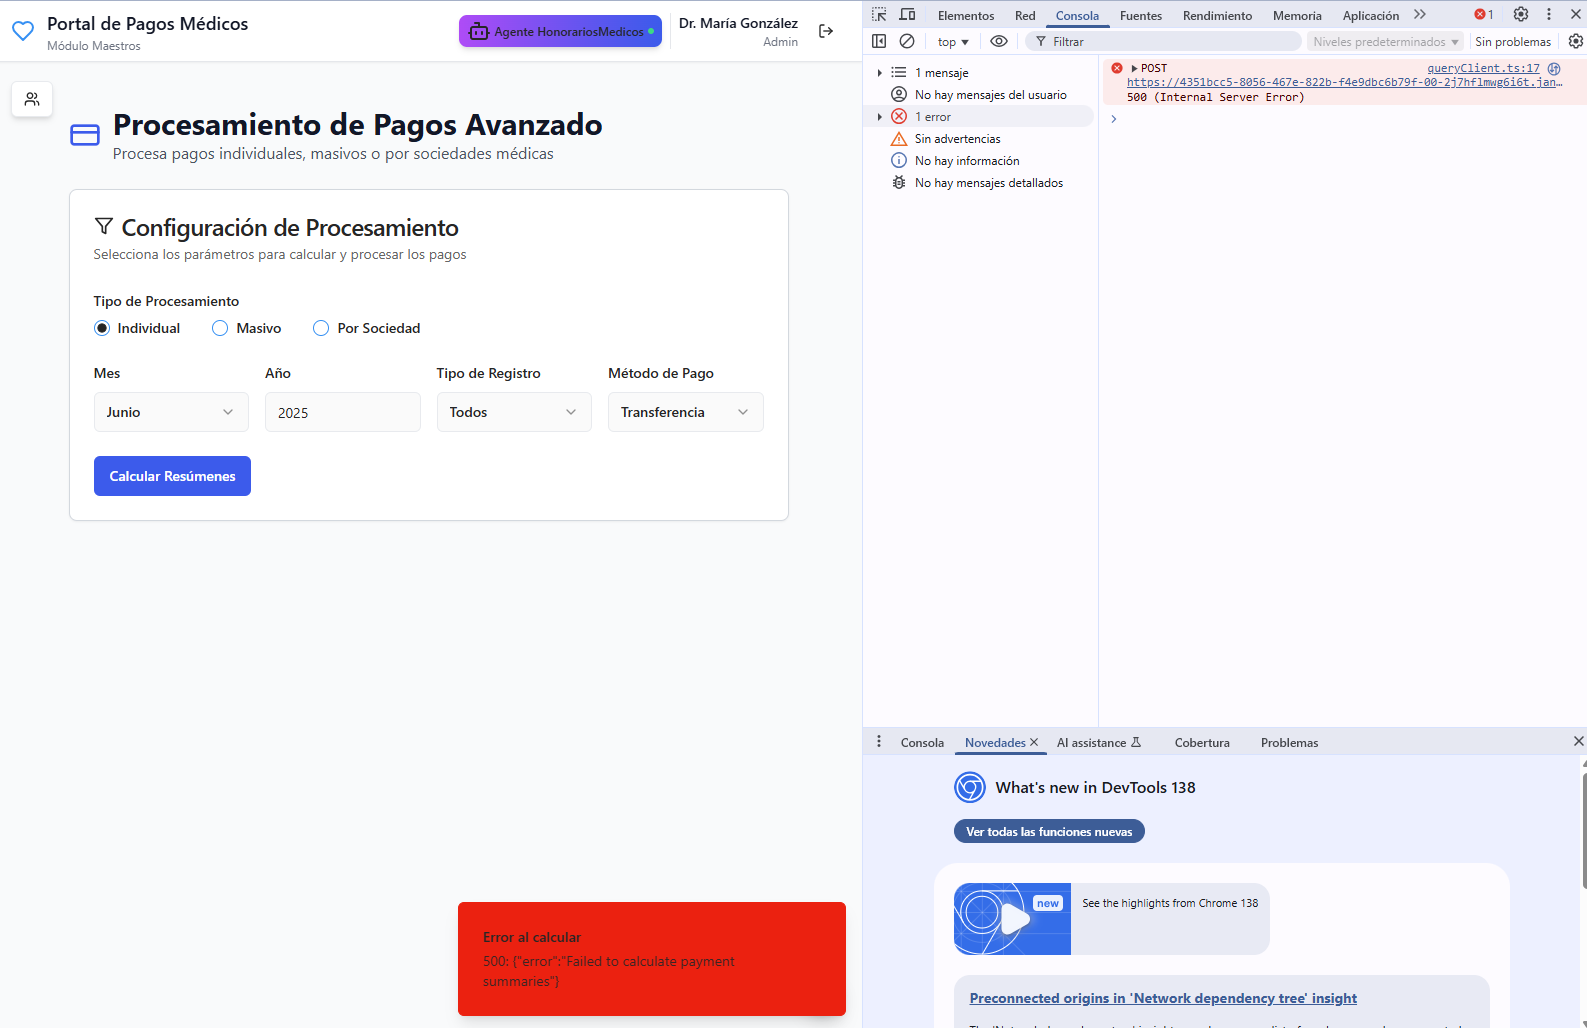 Portal de Pagos Médicos
Módulo Maestros
Agente HonorariosMedicos
Dr. María González
Admin
Procesamiento de Pagos Avanzado
Procesa pagos individuales, masivos o por sociedades médicas
Configuración de Procesamiento
Selecciona los parámetros para calcular y procesar los pagos
Tipo de Procesamiento
Individual
Masivo
Por Sociedad
Mes
Año
Tipo de Registro
Método de Pago
Junio
2025
Todos
Transferencia
Calcular Resúmenes
Error al calcular
500: {"error":"Failed to calculate payment
summaries"}
Elementos
Red
Consola
Fuentes
Rendimiento
Memoria
Aplicación
1
top
Filtrar
Niveles predeterminados
Sin problemas
1 mensaje
No hay mensajes del usuario
1 error
Sin advertencias
No hay información
No hay mensajes detallados
POST
queryClient.ts:17
https://4351bcc5-8056-467e-822b-f4e9dbc6b79f-00-2j7hflmwg6i6t.jan…
500 (Internal Server Error)
Consola
Novedades
AI assistance
Cobertura
Problemas
What's new in DevTools 138
Ver todas las funciones nuevas
new
See the highlights from Chrome 138
Preconnected origins in 'Network dependency tree' insight